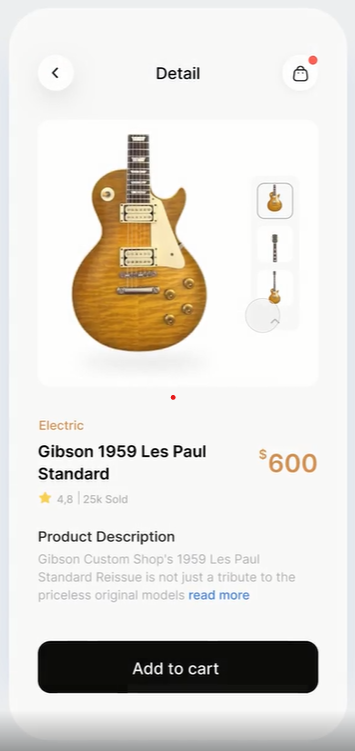 Detail
Electric
Gibson 1959 Les Paul
Standard
$600
4,8 | 25k Sold
Product Description
Gibson Custom Shop's 1959 Les Paul
Standard Reissue is not just a tribute to the
priceless original models read more
Add to cart